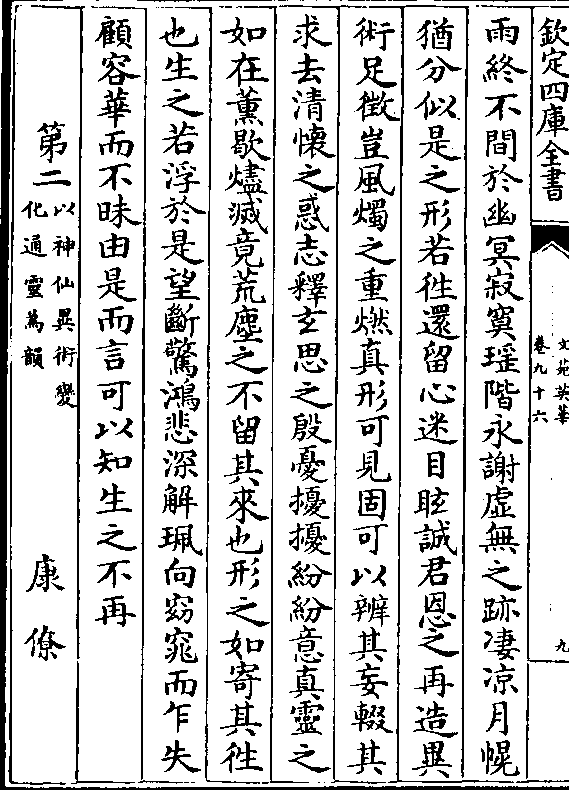 欽定四庫全書
文苑英華
卷九十六
九
雨終不間於幽冥寂寞瑶階永謝虛無之跡凄涼月幌
猶分似是之形若徃還留心迷目眩誠君恩之再造異
術足徴豈風燭之重燃真形可見固可以辨其妄輟其
求去清懷之惑志釋玄思之殷憂擾擾紛紛意真靈之
如在薰歇燼滅竟荒塵之不留其來也形之如寄其徃
也生之若浮於是望斷驚鴻悲深解珮向窈窕而乍失
顧容華而不昧由是而言可以知生之不再
第二以神仙異術變
化通靈為韻
康僚